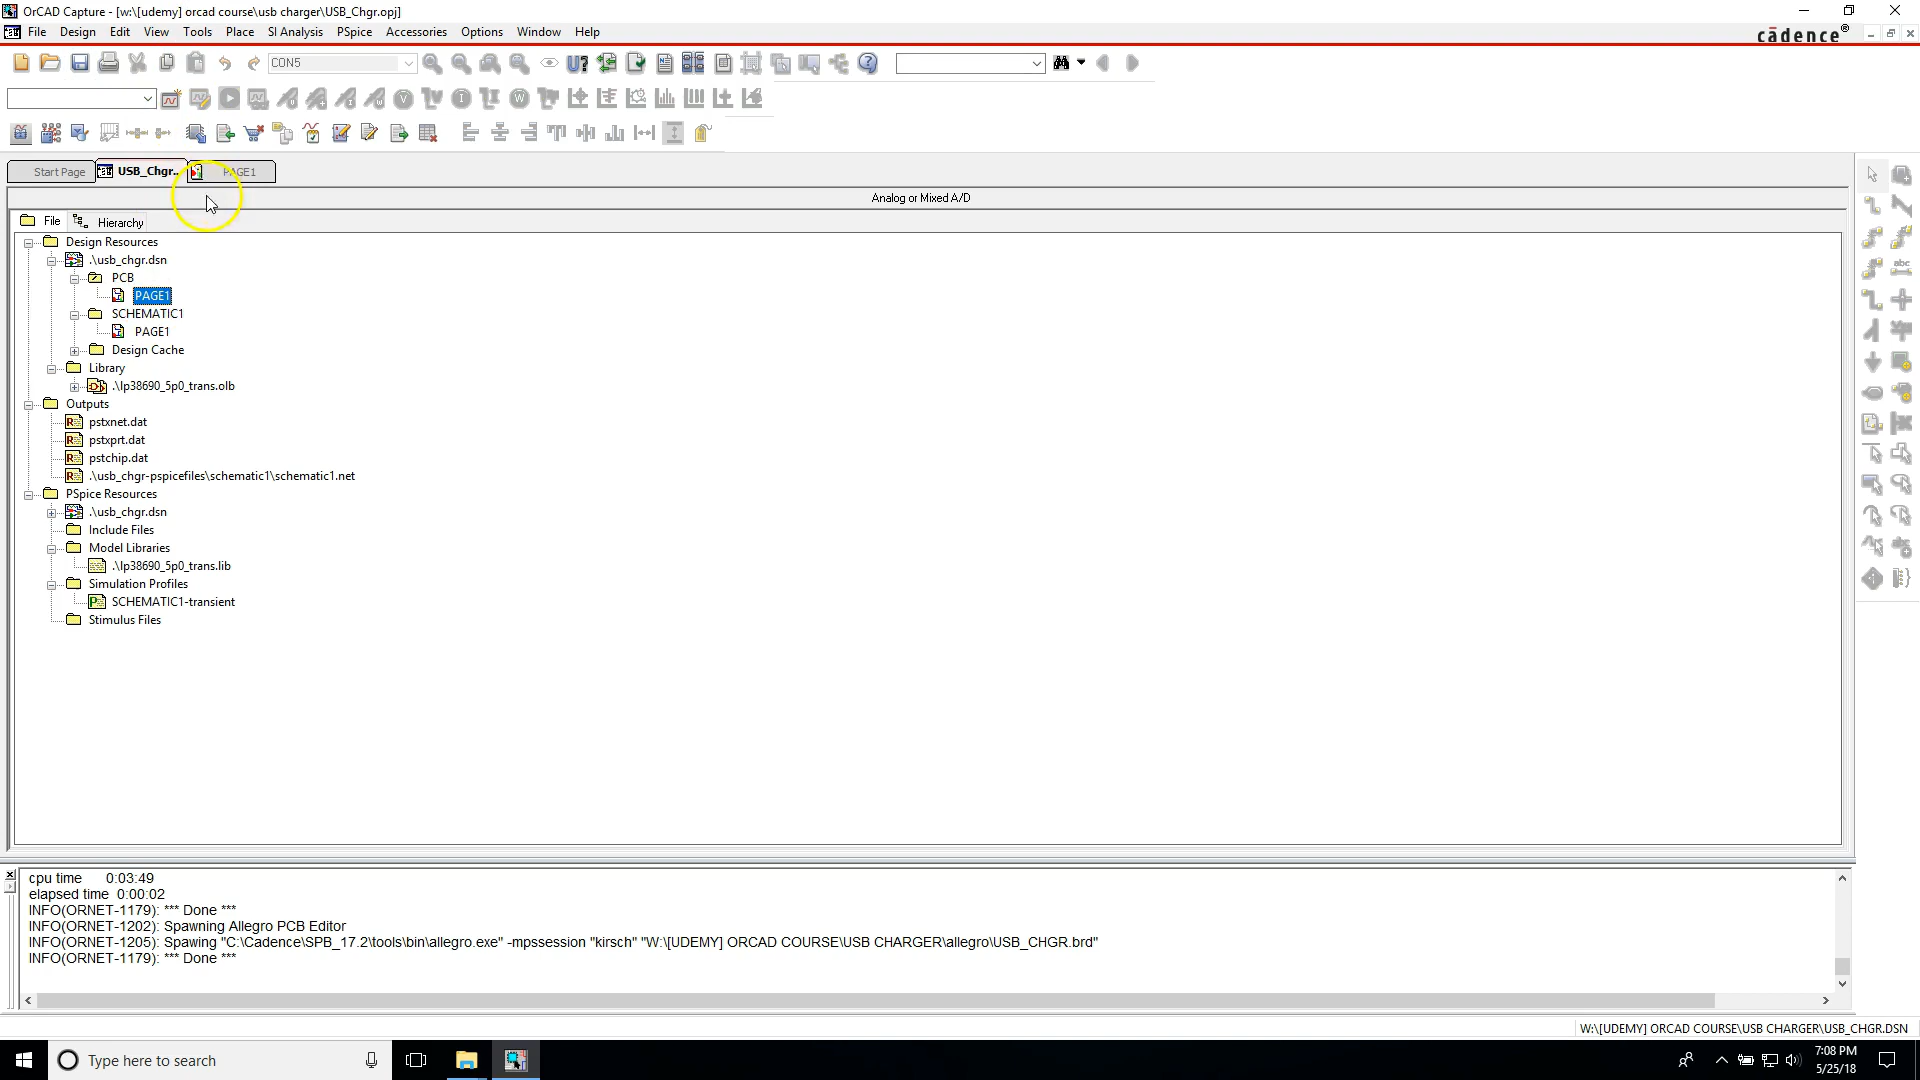 OrCAD Capture - [w:\[udemy] orcad course\usb charger\USB_Chgr.opj]
File Design Edit View Tools Place SI Analysis PSpice Accessories Options Window Help
cādence®
CON5
U?
Start Page USB_Chgr... PAGE1
Analog or Mixed A/D
File Hierarchy
Design Resources
.\usb_chgr.dsn
PCB
PAGE1
SCHEMATIC1
PAGE1
Design Cache
Library
.\lp38690_5p0_trans.olb
Outputs
pstxnet.dat
pstxprt.dat
pstchip.dat
.\usb_chgr-pspicefiles\schematic1\schematic1.net
PSpice Resources
.\usb_chgr.dsn
Include Files
Model Libraries
.\lp38690_5p0_trans.lib
Simulation Profiles
SCHEMATIC1-transient
Stimulus Files
cpu time 0:03:49
elapsed time 0:00:02
INFO(ORNET-1179): *** Done ***
INFO(ORNET-1202): Spawning Allegro PCB Editor
INFO(ORNET-1205): Spawing "C:\Cadence\SPB_17.2\tools\bin\allegro.exe" -mpssession "kirsch" "W:\[UDEMY] ORCAD COURSE\USB CHARGER\allegro\USB_CHGR.brd"
INFO(ORNET-1179): *** Done ***
W:\[UDEMY] ORCAD COURSE\USB CHARGER\USB_CHGR.DSN
Type here to search
7:08 PM
5/25/18